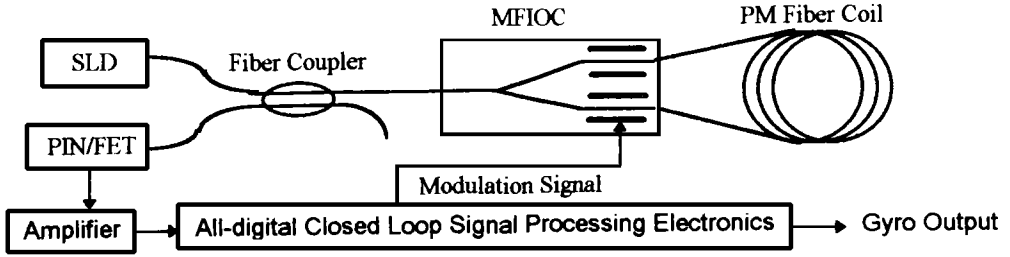 MFIOC
PM Fiber Coil
SLD
Fiber Coupler
PIN/FET
Modulation Signal
Amplifier
All-digital Closed Loop Signal Processing Electronics
Gyro Output